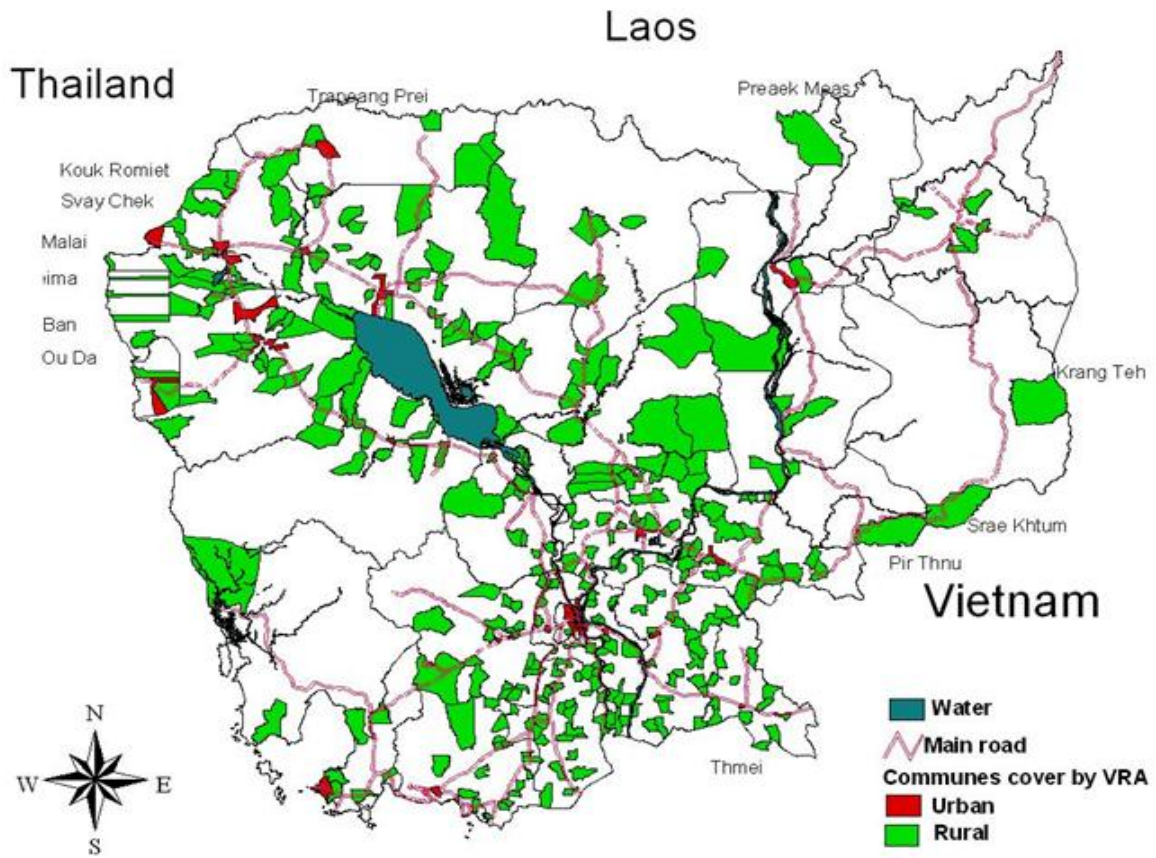 Laos
Thailand
Trapeang Prei
Preaek Meas
Kouk Romiet
Svay Chek
Malai
ima
Ban
Ou Da
Krang Teh
Srae Khtum
Pir Thnu
Vietnam
Thmei
N
W
E
S
Water
Main road
Communes cover by VRA
Urban
Rural